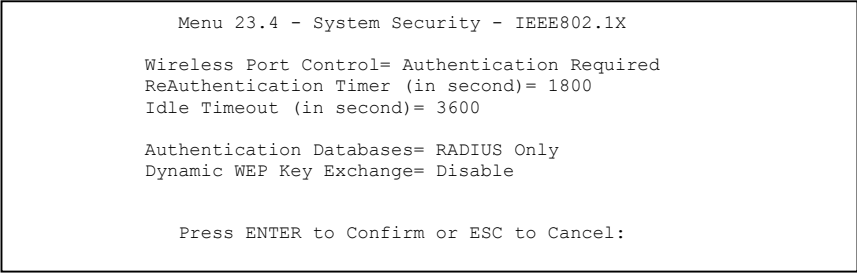 Menu 23.4 - System Security - IEEE802.1X
Wireless Port Control= Authentication Required
ReAuthentication Timer (in second)= 1800
Idle Timeout (in second)= 3600
Authentication Databases= RADIUS Only
Dynamic WEP Key Exchange= Disable
Press ENTER to Confirm or ESC to Cancel: